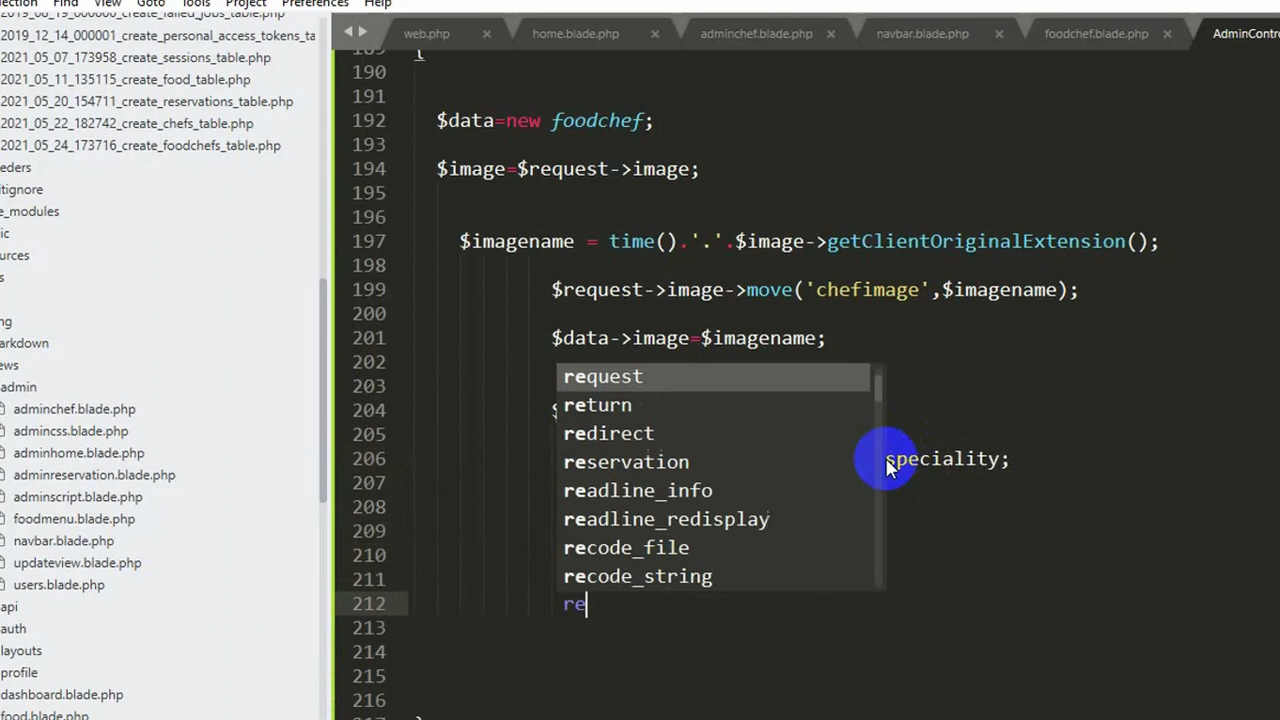 ection Find View Goto Tools Project Preferences Help
2019_12_14_000001_create_personal_access_tokens_ta
2021_05_07_173958_create_sessions_table.php
2021_05_11_135115_create_food_table.php
2021_05_20_154711_create_reservations_table.php
2021_05_22_182742_create_chefs_table.php
2021_05_24_173716_create_foodchefs_table.php
eders
itignore
e_modules
ic
ources
s
ng
arkdown
ews
admin
adminchef.blade.php
admincss.blade.php
adminhome.blade.php
adminreservation.blade.php
adminscript.blade.php
foodmenu.blade.php
navbar.blade.php
updateview.blade.php
users.blade.php
api
auth
layouts
profile
dashboard.blade.php
food.blade.php
web.php home.blade.php adminchef.blade.php navbar.blade.php foodchef.blade.php AdminContro
189 {
190
191
192 $data=new foodchef;
193
194 $image=$request->image;
195
196
197 $imagename = time().'.'.$image->getClientOriginalExtension();
198
199 $request->image->move('chefimage',$imagename);
200
201 $data->image=$imagename;
202
203
204 $
205
206 speciality;
207
208
209
210
211
212 re
213
214
215
216
217 }
request
return
redirect
reservation
readline_info
readline_redisplay
recode_file
recode_string